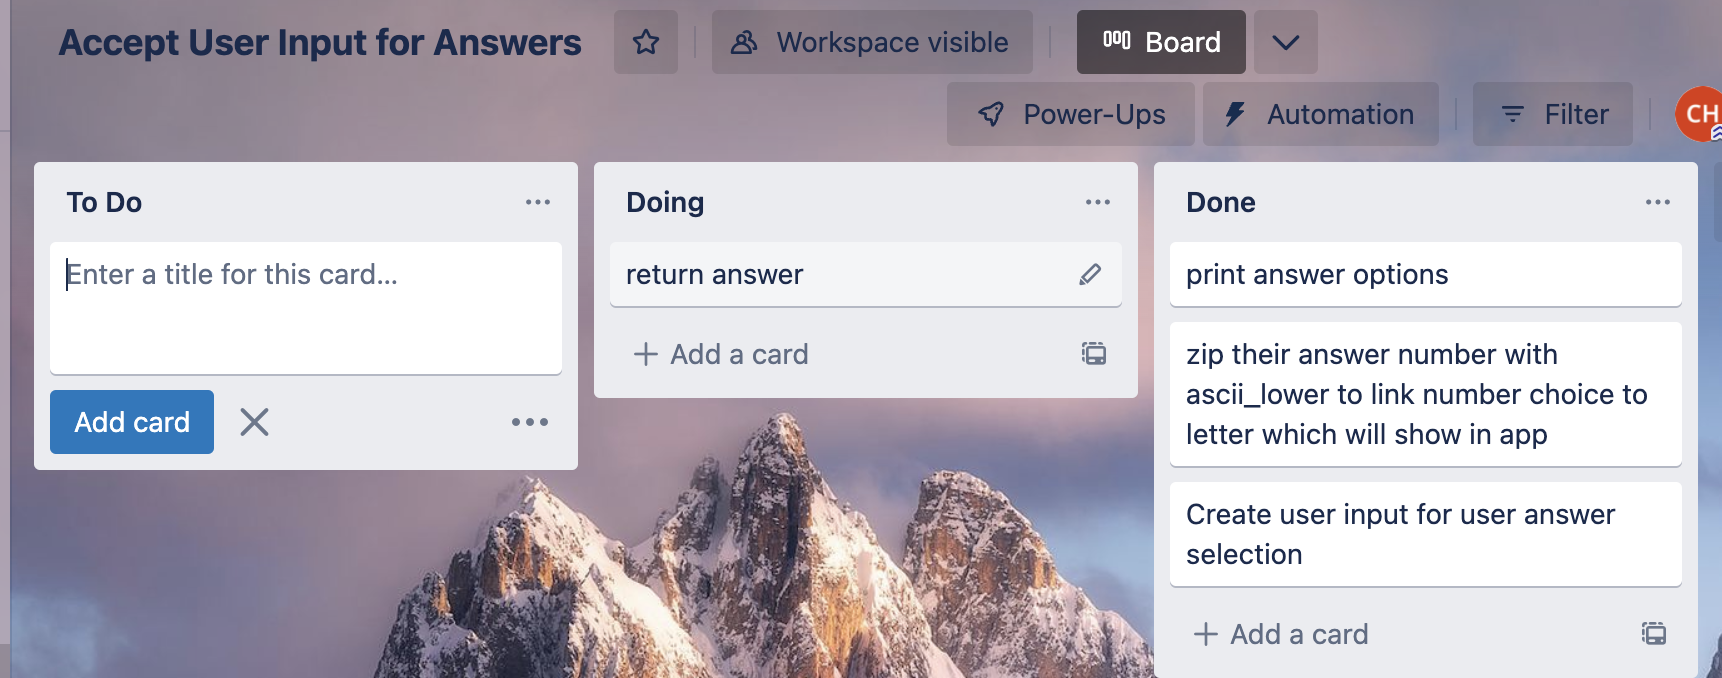 Accept User Input for Answers
Workspace visible
Board
Power-Ups
Automation
Filter
CH
To Do
Enter a title for this card...
Add card
Doing
return answer
Add a card
Done
print answer options
zip their answer number with
ascii_lower to link number choice to
letter which will show in app
Create user input for user answer
selection
Add a card